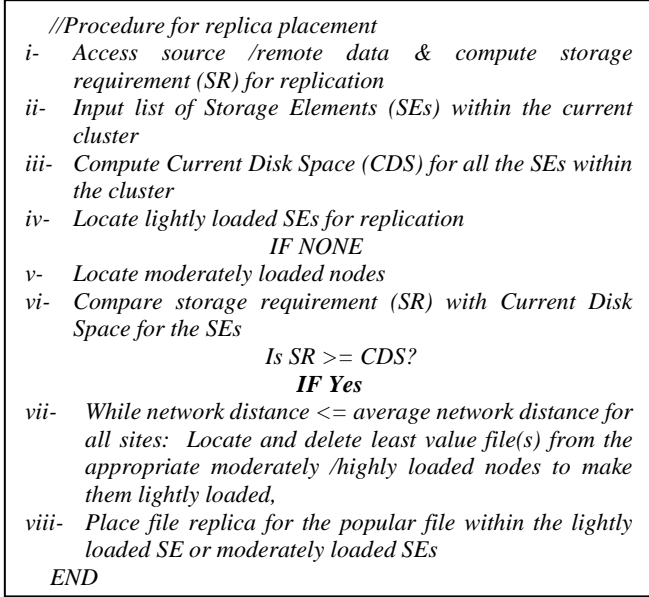 //Procedure for replica placement
i- Access source /remote data & compute storage
requirement (SR) for replication
ii- Input list of Storage Elements (SEs) within the current
cluster
iii- Compute Current Disk Space (CDS) for all the SEs within
the cluster
iv- Locate lightly loaded SEs for replication
IF NONE
v- Locate moderately loaded nodes
vi- Compare storage requirement (SR) with Current Disk
Space for the SEs
Is SR >= CDS?
IF Yes
vii- While network distance <= average network distance for
all sites: Locate and delete least value file(s) from the
appropriate moderately /highly loaded nodes to make
them lightly loaded,
viii- Place file replica for the popular file within the lightly
loaded SE or moderately loaded SEs
END